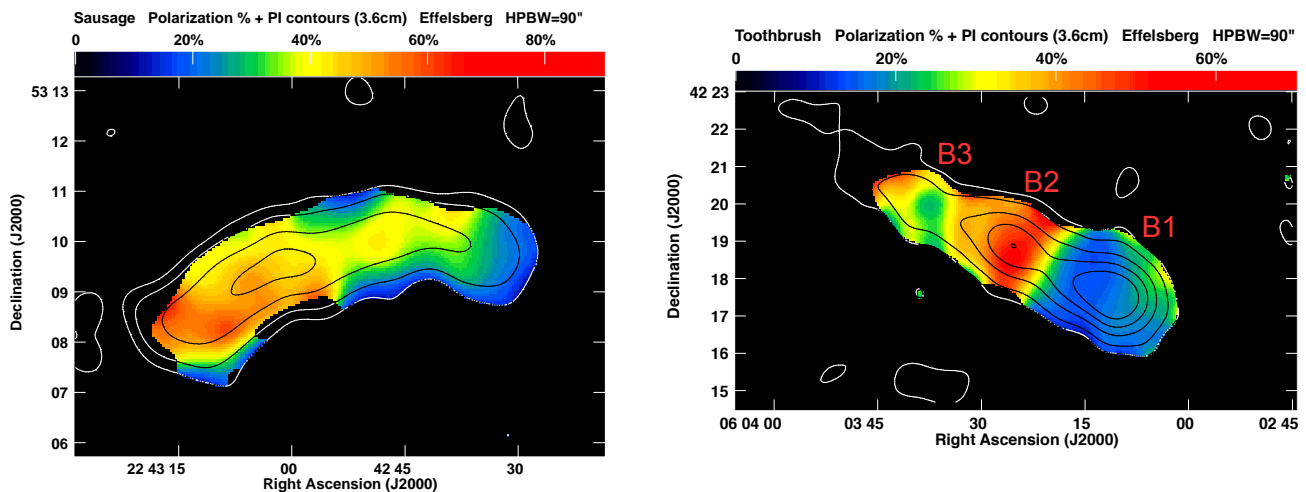 Sausage Polarization % + PI contours (3.6cm) Effelsberg HPBW=90"
0 20% 40% 60% 80%
53 13
12
11
10
09
08
07
06
Declination (J2000)
22 43 15 00 42 45 30
Right Ascension (J2000)
Toothbrush Polarization % + PI contours (3.6cm) Effelsberg HPBW=90"
0 20% 40% 60%
42 23
22
21
20
19
18
17
16
15
Declination (J2000)
B3
B2
B1
06 04 00 03 45 30 15 00 02 45
Right Ascension (J2000)